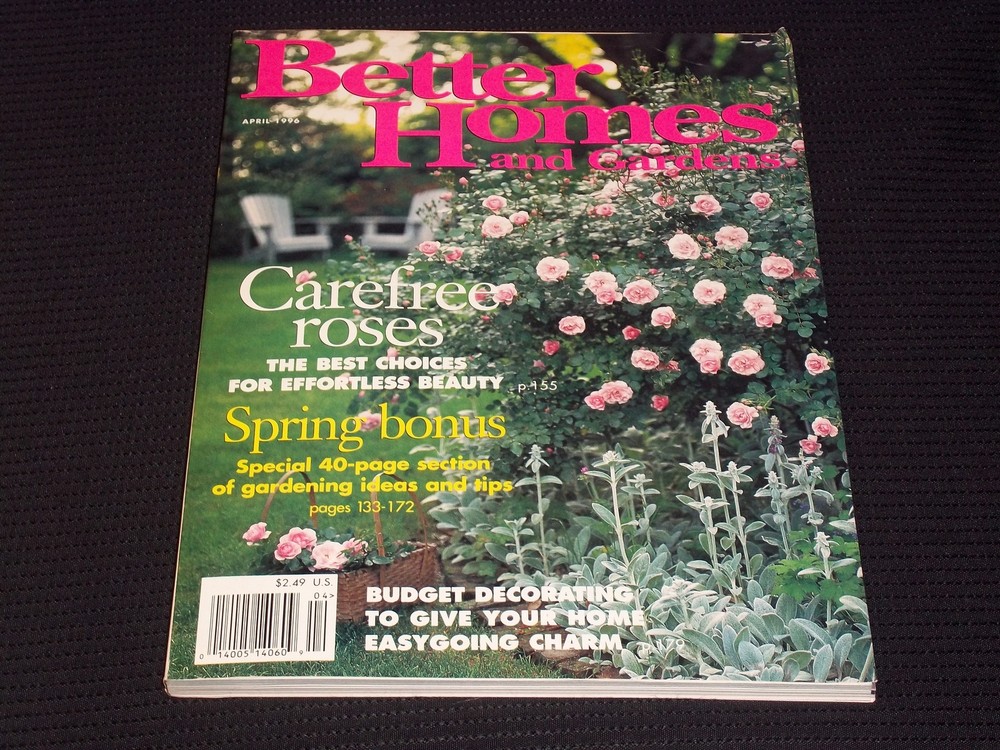 Better
Homes
and Gardens.
APRIL 1996
Carefree
roses
THE BEST CHOICES
FOR EFFORTLESS BEAUTY p.155
Spring bonus
Special 40-page section
of gardening ideas and tips
pages 133-172
$2.49 U.S.
04>
0 14005 14060 9
BUDGET DECORATING
TO GIVE YOUR HOME
EASYGOING CHARM p.179